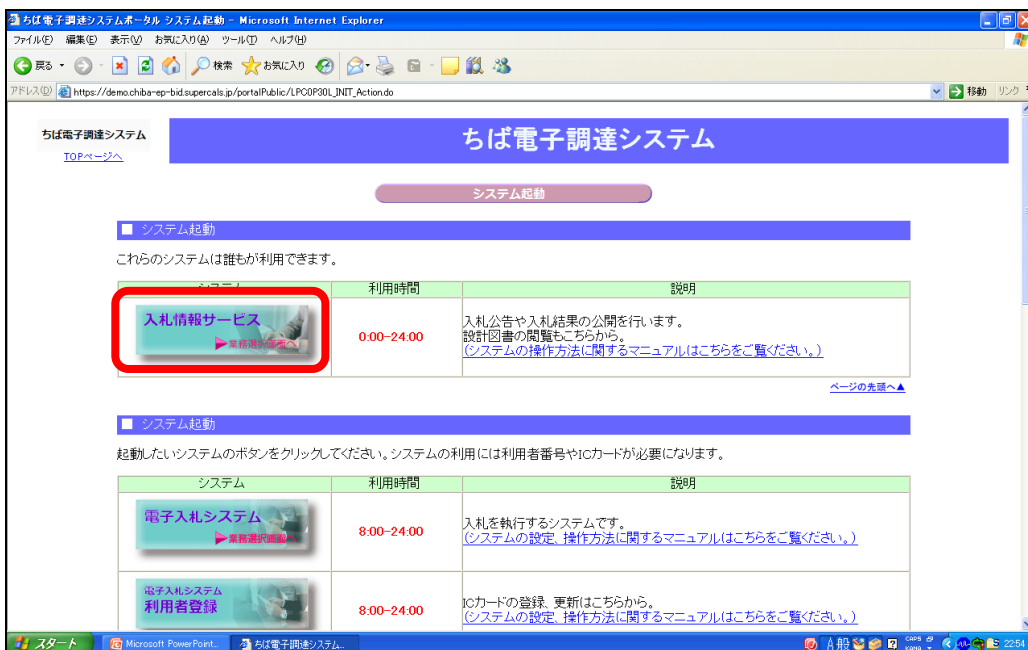 ちば電子調達システムポータル システム起動 - Microsoft Internet Explorer
ファイル(F) 編集(E) 表示(V) お気に入り(A) ツール(T) ヘルプ(H)
戻る 検索 お気に入り
アドレス(D) https://demo.chiba-ep-bid.supercals.jp/portalPublic/LPC0P30L_INIT_Action.do 移動 リンク
ちば電子調達システム
TOPページへ
ちば電子調達システム
システム起動
■ システム起動
これらのシステムは誰もが利用できます。
システム 利用時間 説明
入札情報サービス
▶業務選択画面へ
0:00-24:00
入札公告や入札結果の公開を行います。
設計図書の閲覧もこちらから。
(システムの操作方法に関するマニュアルはこちらをご覧ください。)
ページの先頭へ▲
■ システム起動
起動したいシステムのボタンをクリックしてください。システムの利用には利用者番号やICカードが必要になります。
システム 利用時間 説明
電子入札システム
▶業務選択画面へ
8:00-24:00
入札を執行するシステムです。
(システムの設定、操作方法に関するマニュアルはこちらをご覧ください。)
電子入札システム
利用者登録
8:00-24:00
ICカードの登録、更新はこちらから。
(システムの設定、操作方法に関するマニュアルはこちらをご覧ください。)
スタート Microsoft PowerPoint... ちば電子調達システム... A 般 CAPS KANA 22:54